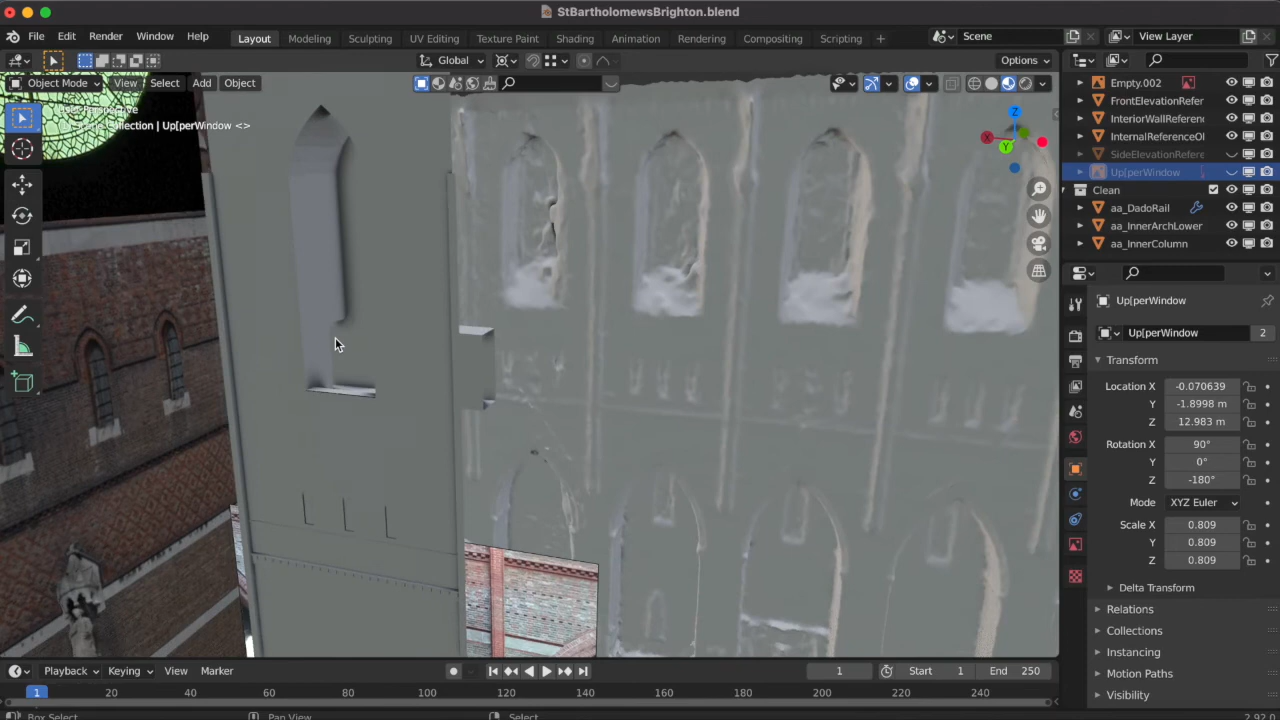 StBartholomewsBrighton.blend
File Edit Render Window Help Layout Modeling Sculpting UV Editing Texture Paint Shading Animation Rendering Compositing Scripting + Scene View Layer
Global Options
Object Mode View Select Add Object
Collection | Up[perWindow <>
Z
X
Y
Empty.002
FrontElevationRefer
InteriorWallReferenc
InternalReferenceOl
SideElevationRefere
Up[perWindow
Clean
aa_DadoRail
aa_InnerArchLower
aa_InnerColumn
Up[perWindow
Up[perWindow 2
Transform
Location X -0.070639
Y -1.8998 m
Z 12.983 m
Rotation X 90°
Y 0°
Z -180°
Mode XYZ Euler
Scale X 0.809
Y 0.809
Z 0.809
Delta Transform
Relations
Collections
Instancing
Motion Paths
Visibility
Playback Keying View Marker 1 Start 1 End 250
1 20 40 60 80 100 120 140 160 180 200 220 240
Box Select Pan View Select 2.92.0